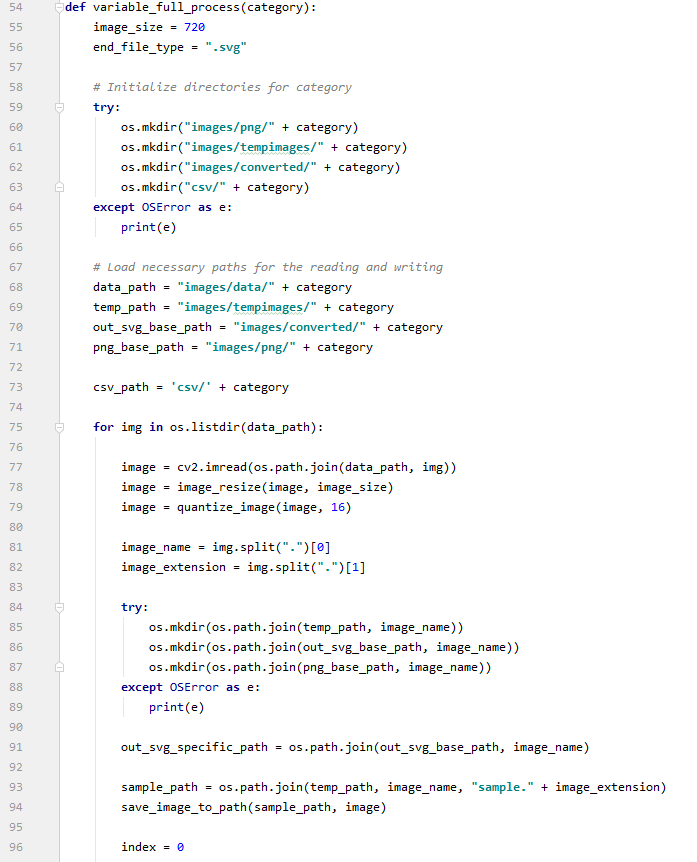 54 def variable_full_process(category):
55     image_size = 720
56     end_file_type = ".svg"
57
58     # Initialize directories for category
59     try:
60         os.mkdir("images/png/" + category)
61         os.mkdir("images/tempimages/" + category)
62         os.mkdir("images/converted/" + category)
63         os.mkdir("csv/" + category)
64     except OSError as e:
65         print(e)
66
67     # Load necessary paths for the reading and writing
68     data_path = "images/data/" + category
69     temp_path = "images/tempimages/" + category
70     out_svg_base_path = "images/converted/" + category
71     png_base_path = "images/png/" + category
72
73     csv_path = 'csv/' + category
74
75     for img in os.listdir(data_path):
76
77         image = cv2.imread(os.path.join(data_path, img))
78         image = image_resize(image, image_size)
79         image = quantize_image(image, 16)
80
81         image_name = img.split(".")[0]
82         image_extension = img.split(".")[1]
83
84         try:
85             os.mkdir(os.path.join(temp_path, image_name))
86             os.mkdir(os.path.join(out_svg_base_path, image_name))
87             os.mkdir(os.path.join(png_base_path, image_name))
88         except OSError as e:
89             print(e)
90
91         out_svg_specific_path = os.path.join(out_svg_base_path, image_name)
92
93         sample_path = os.path.join(temp_path, image_name, "sample." + image_extension)
94         save_image_to_path(sample_path, image)
95
96         index = 0